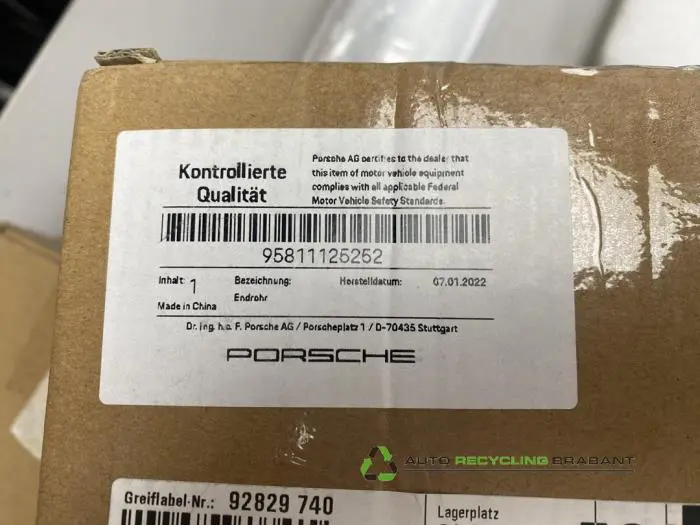 Kontrollierte
Qualität
Porsche AG certifies to the dealer that
this item of motor vehicle equipment
complies with all applicable Federal
Motor Vehicle Safety Standards.
95811125252
Inhalt: 1
Bezeichnung:
Herstelldatum:
07.01.2022
Endrohr
Made in China
Dr. Ing. h.c. F. Porsche AG / Porscheplatz 1 / D-70435 Stuttgart
PORSCHE
AUTO RECYCLING BRABANT
Greiflabel-Nr.: 92829 740
Lagerplatz